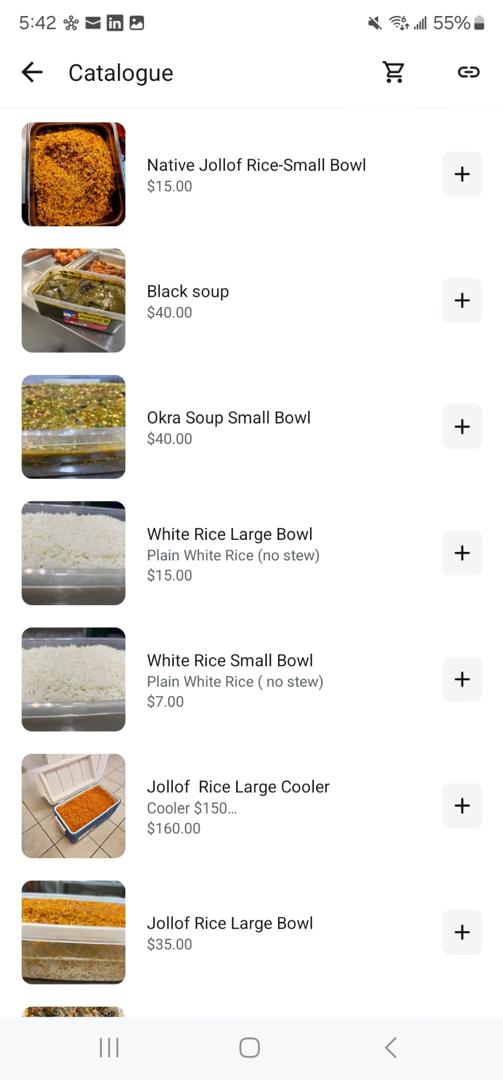 5:42
55%
Catalogue
Native Jollof Rice-Small Bowl
$15.00
Black soup
$40.00
Okra Soup Small Bowl
$40.00
White Rice Large Bowl
Plain White Rice (no stew)
$15.00
White Rice Small Bowl
Plain White Rice ( no stew)
$7.00
Jollof  Rice Large Cooler
Cooler $150...
$160.00
Jollof Rice Large Bowl
$35.00